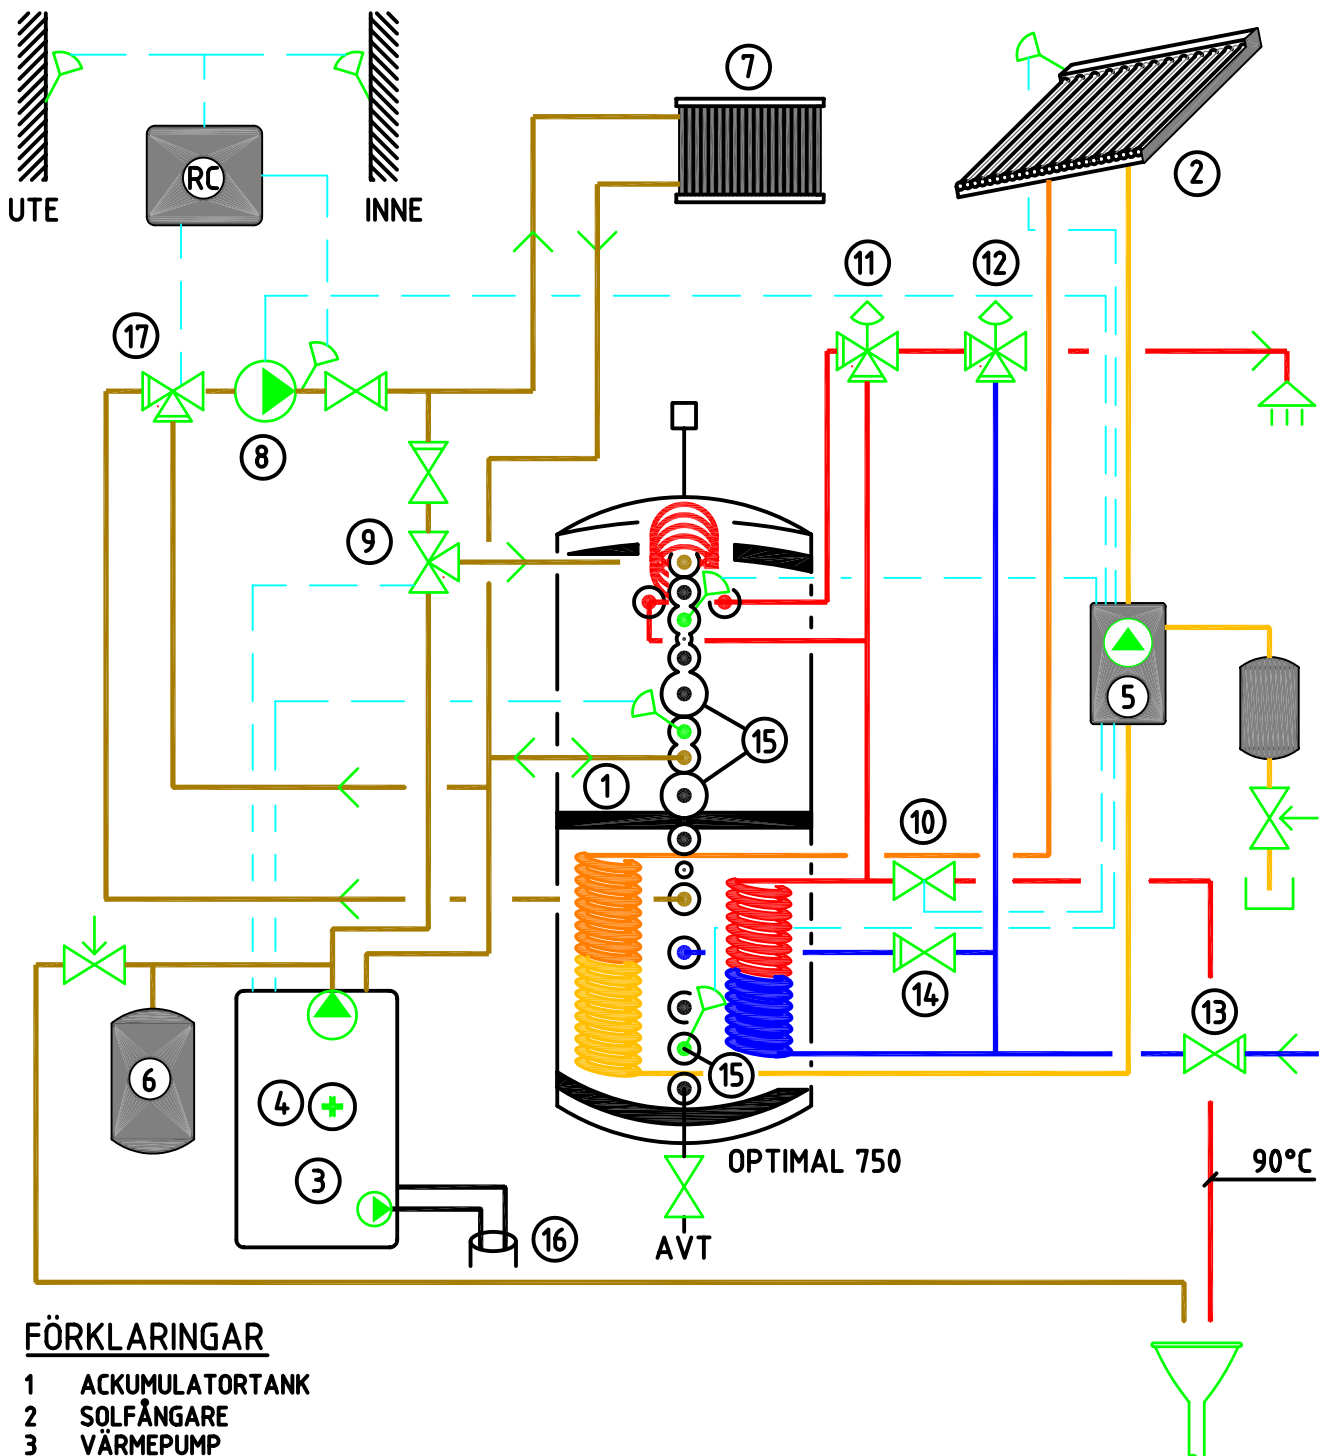 7
2
RC
UTE
INNE
11
12
17
8
9
15
1
5
10
14
13
15
6
4
3
16
OPTIMAL 750
90°C
AVT
FÖRKLARINGAR
1 ACKUMULATORTANK
2 SOLFÅNGARE
3 VÄRMEPUMP